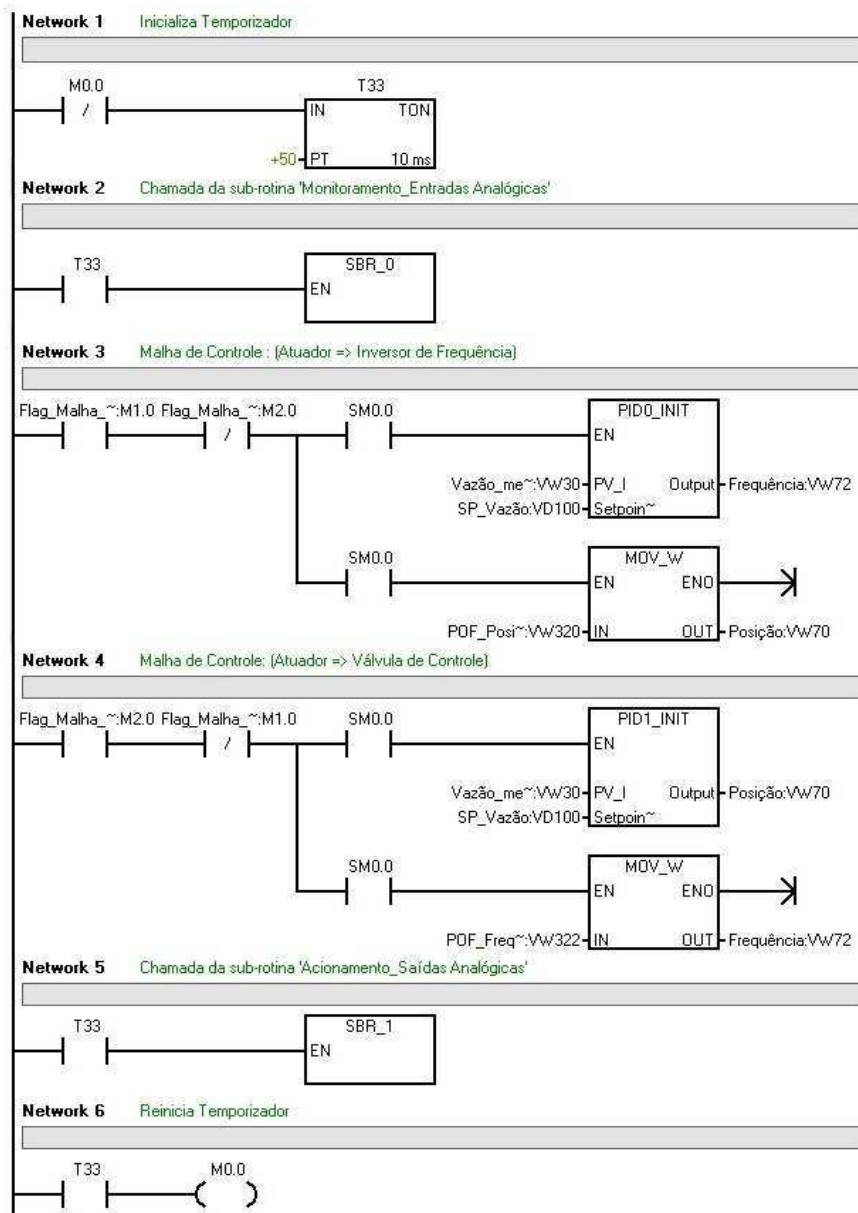 Network 1 Inicializa Temporizador
M0.0 T33
/ IN TON
+50 PT 10 ms
Network 2 Chamada da sub-rotina 'Monitoramento_Entradas Analógicas'
T33 SBR_0
EN
Network 3 Malha de Controle : (Atuador => Inversor de Frequência)
Flag_Malha_~:M1.0 Flag_Malha_~:M2.0 SM0.0 PID0_INIT
/ EN
Vazão_me~:VW30 PV_I Output Frequência:VW72
SP_Vazão:VD100 Setpoin~
SM0.0 MOV_W
EN ENO
POF_Posi~:VW320 IN OUT Posição:VW70
Network 4 Malha de Controle: (Atuador => Válvula de Controle)
Flag_Malha_~:M2.0 Flag_Malha_~:M1.0 SM0.0 PID1_INIT
/ EN
Vazão_me~:VW30 PV_I Output Posição:VW70
SP_Vazão:VD100 Setpoin~
SM0.0 MOV_W
EN ENO
POF_Freq~:VW322 IN OUT Frequência:VW72
Network 5 Chamada da sub-rotina 'Acionamento_Saídas Analógicas'
T33 SBR_1
EN
Network 6 Reinicia Temporizador
T33 M0.0